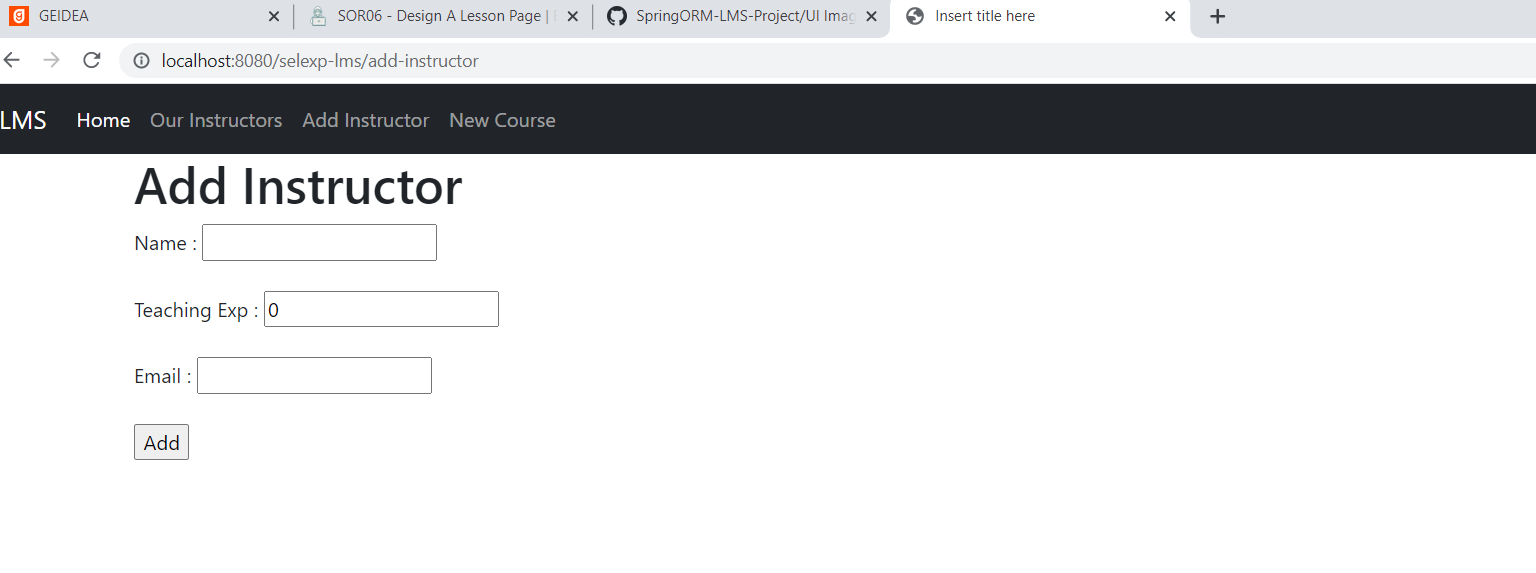 GEIDEA
SOR06 - Design A Lesson Page |
SpringORM-LMS-Project/UI Imag
Insert title here
localhost:8080/selexp-lms/add-instructor
LMS Home Our Instructors Add Instructor New Course
Add Instructor
Name :
Teaching Exp : 0
Email :
Add